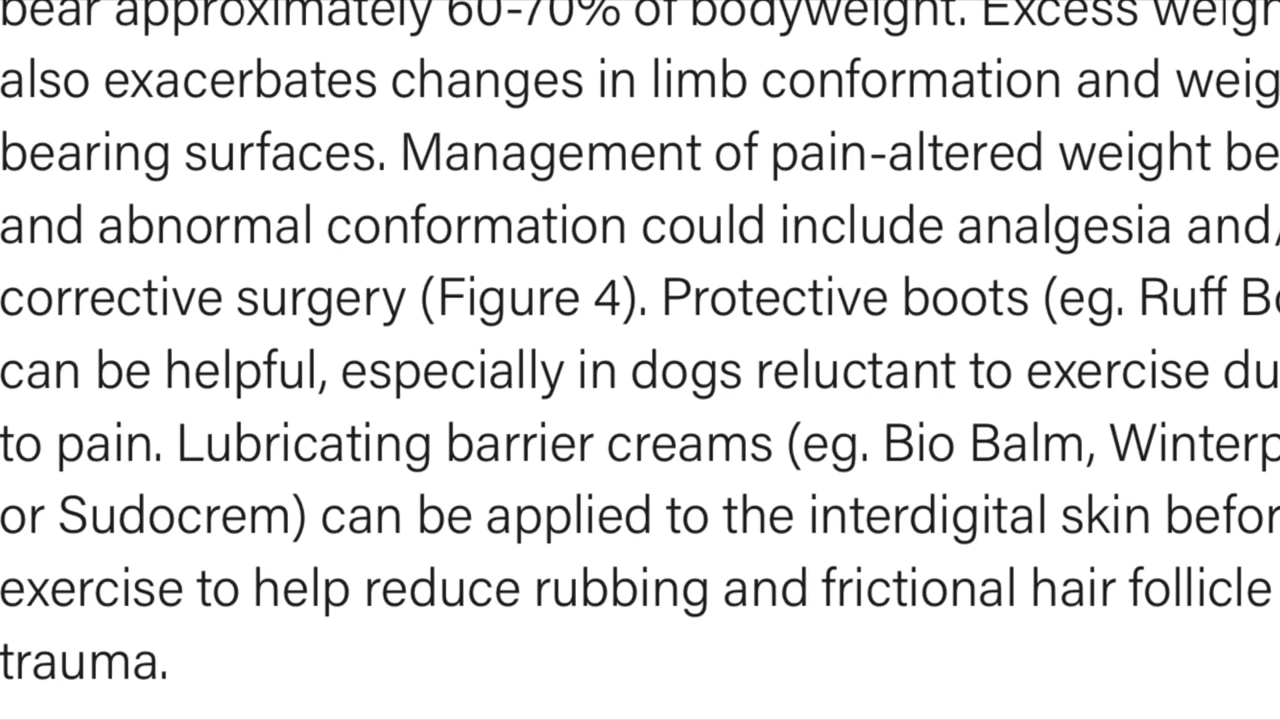 bear approximately 60-70% of bodyweight. Excess weigh
also exacerbates changes in limb conformation and weig
bearing surfaces. Management of pain-altered weight be
and abnormal conformation could include analgesia and/
corrective surgery (Figure 4). Protective boots (eg. Ruff Bo
can be helpful, especially in dogs reluctant to exercise du
to pain. Lubricating barrier creams (eg. Bio Balm, Winterp
or Sudocrem) can be applied to the interdigital skin befor
exercise to help reduce rubbing and frictional hair follicle
trauma.